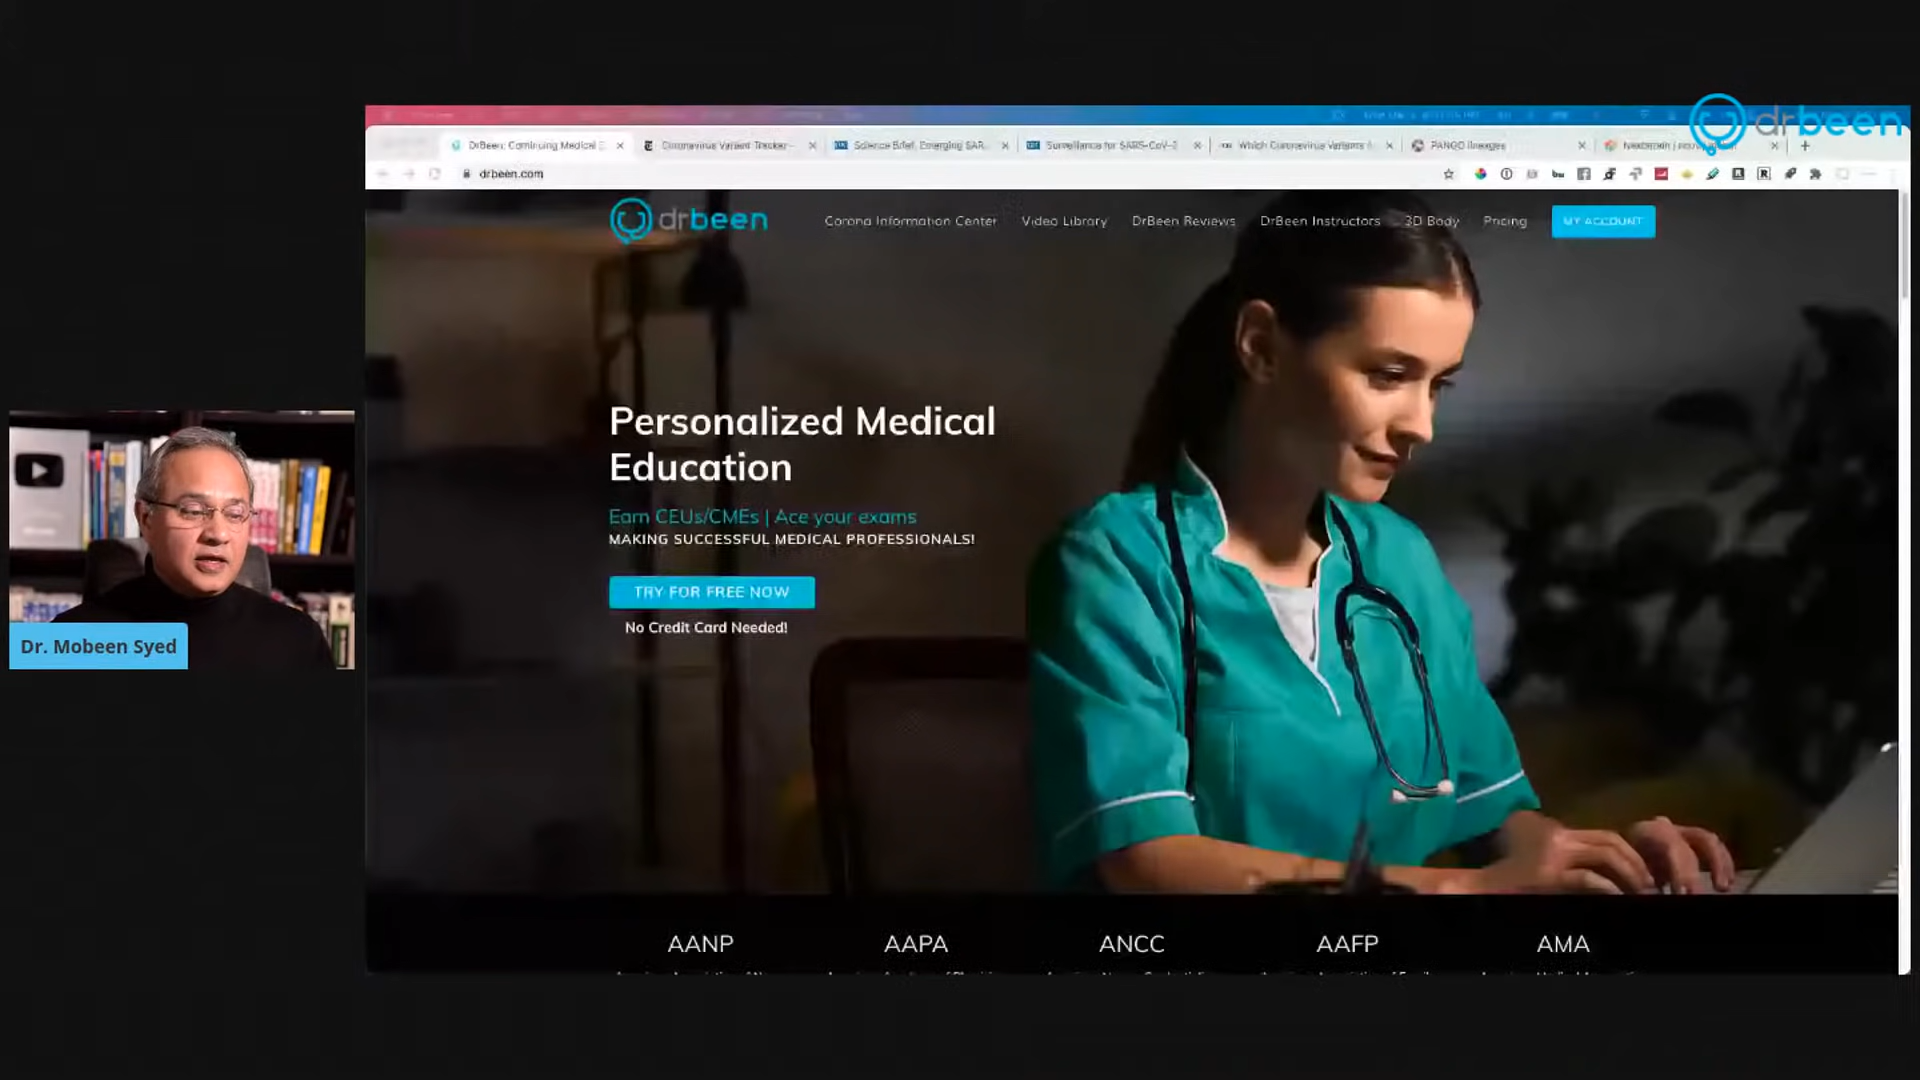 drbeen
DrBeen: Continuing Medical E
Coronavirus Variant Tracker
Science Brief: Emerging SAR
Surveillance for SARS-CoV-2
Which Coronavirus Variants
PANGO lineages
Nextstrain
drbeen.com
drbeen
Corona Information Center
Video Library
DrBeen Reviews
DrBeen Instructors
3D Body
Pricing
MY ACCOUNT
Personalized Medical
Education
Earn CEUs/CMEs | Ace your exams
MAKING SUCCESSFUL MEDICAL PROFESSIONALS!
TRY FOR FREE NOW
No Credit Card Needed!
Dr. Mobeen Syed
AANP
AAPA
ANCC
AAFP
AMA